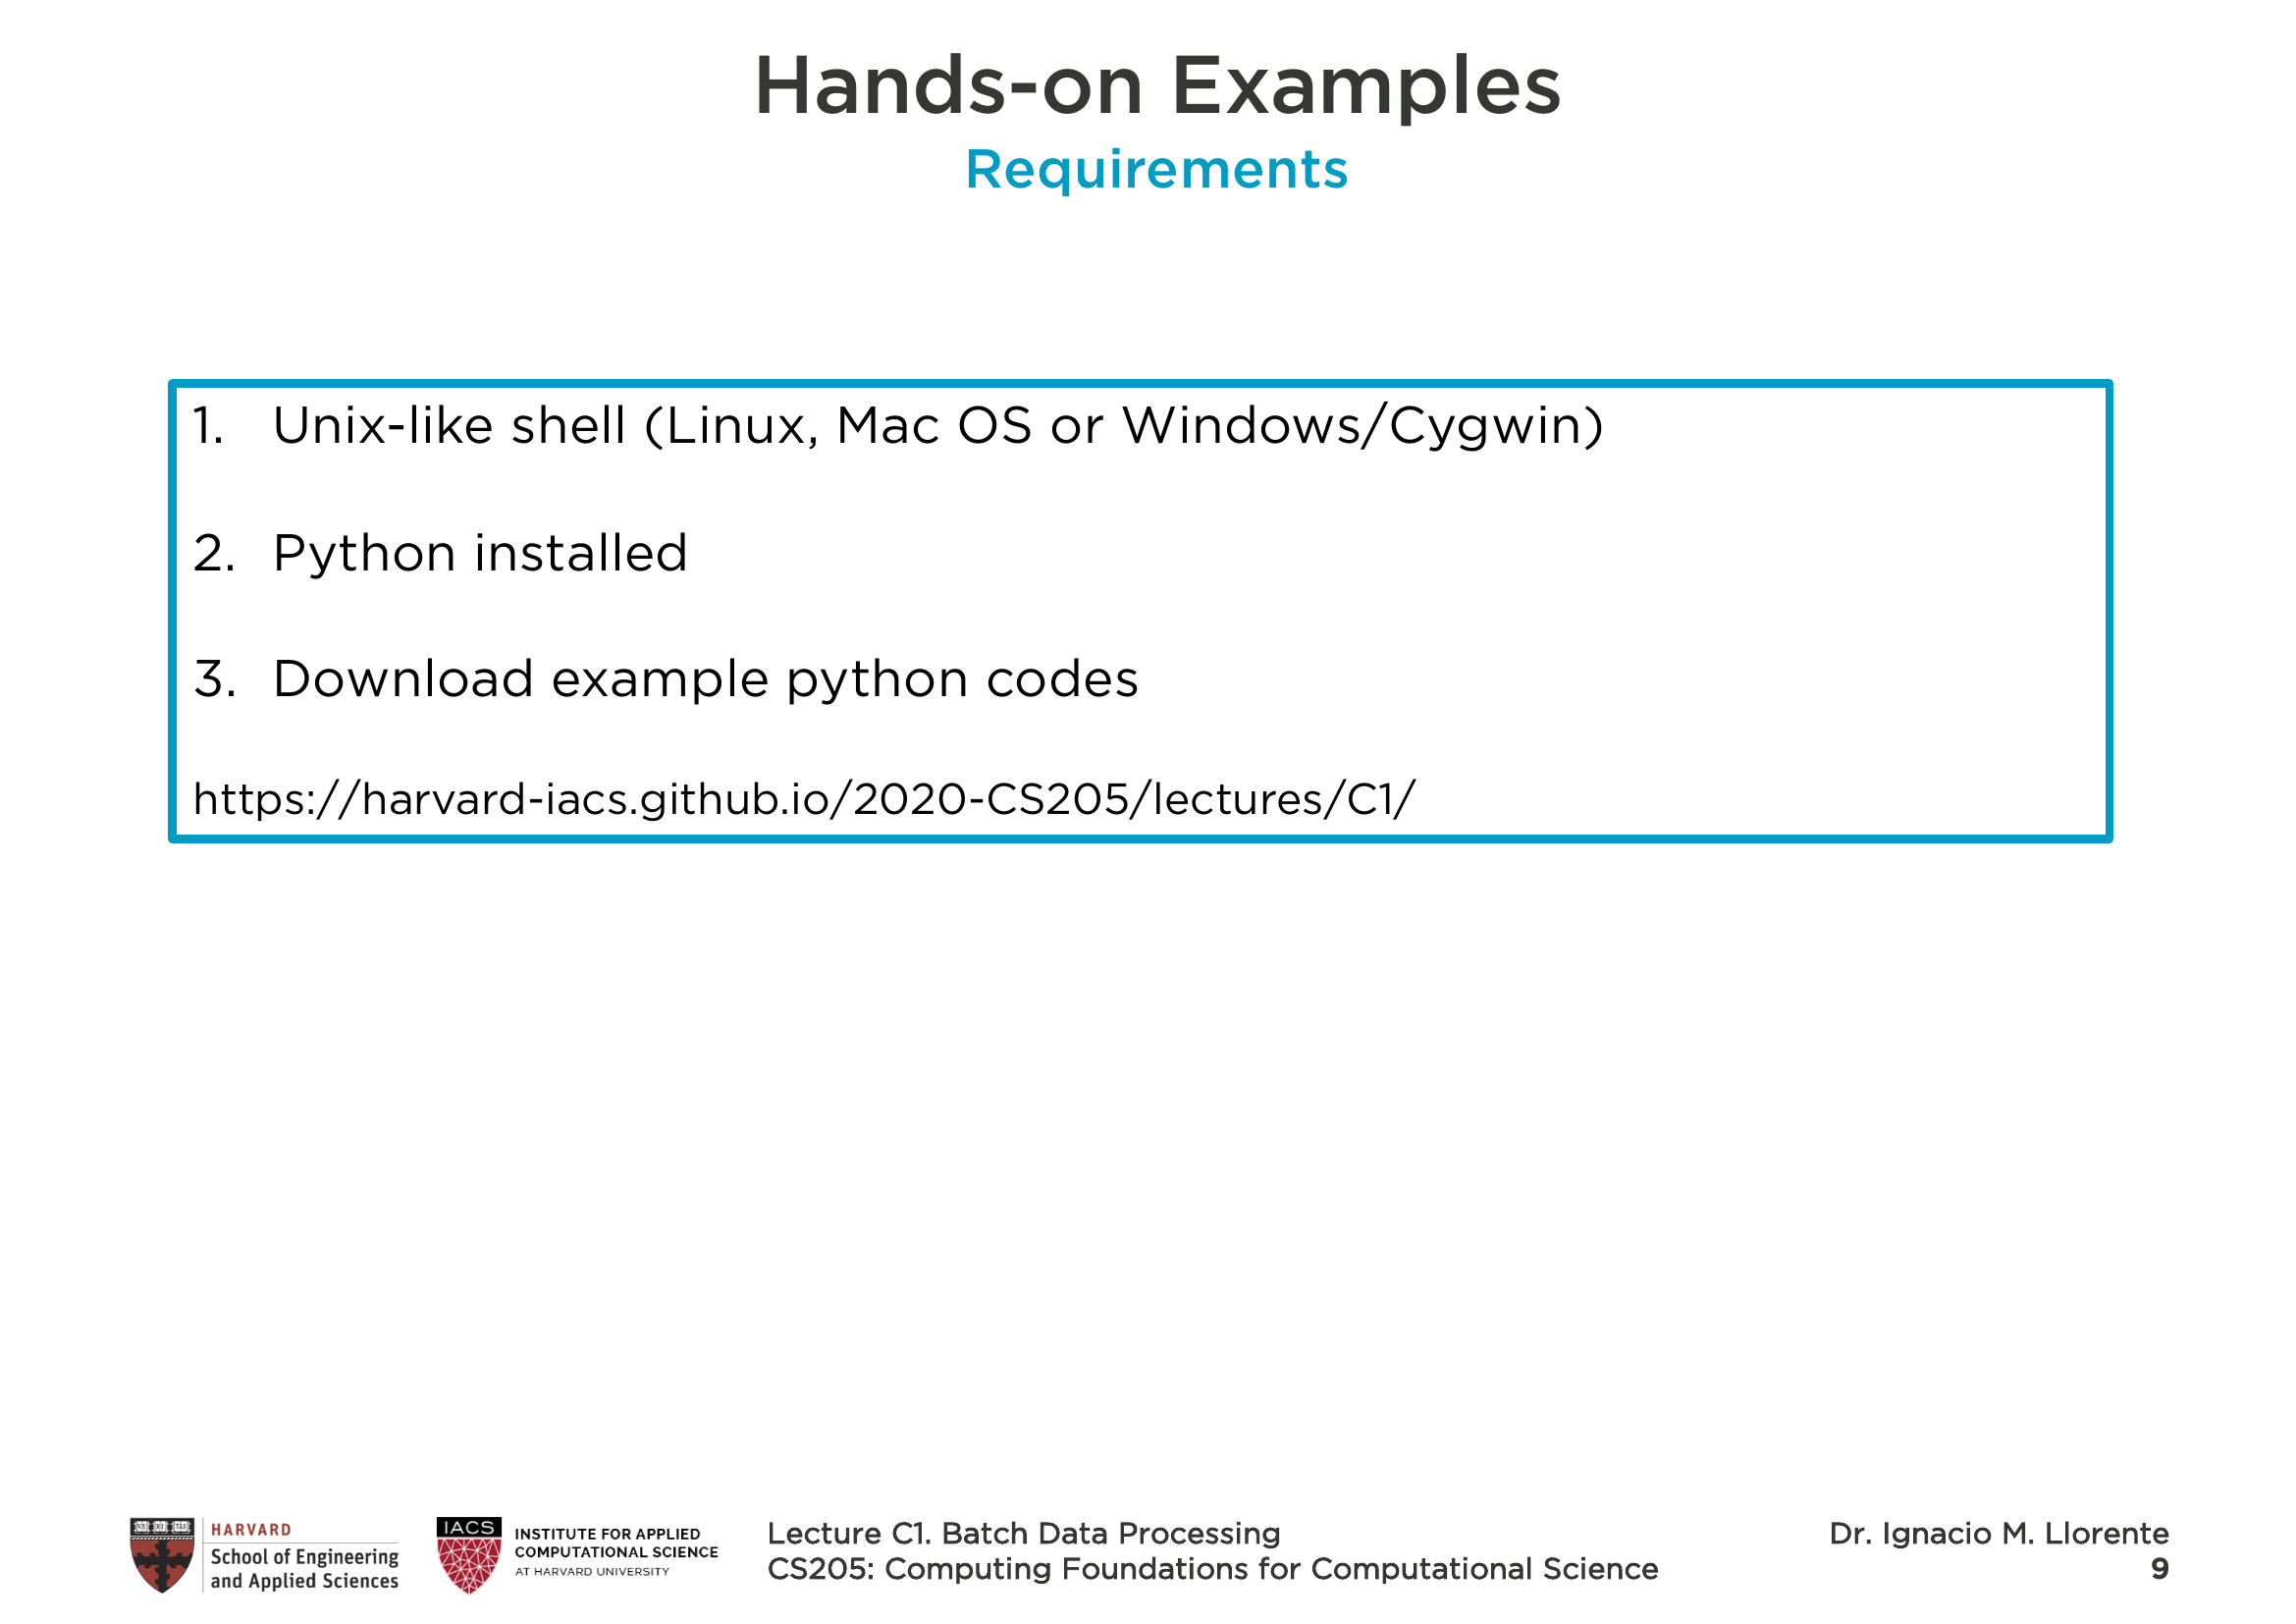 Hands-on Examples
Requirements
1. Unix-like shell (Linux, Mac OS or Windows/Cygwin)
2. Python installed
3. Download example python codes
https://harvard-iacs.github.io/2020-CS205/lectures/C1/
VE RI TAS
HARVARD
School of Engineering
and Applied Sciences
IACS
INSTITUTE FOR APPLIED
COMPUTATIONAL SCIENCE
AT HARVARD UNIVERSITY
Lecture C1. Batch Data Processing
CS205: Computing Foundations for Computational Science
Dr. Ignacio M. Llorente
9